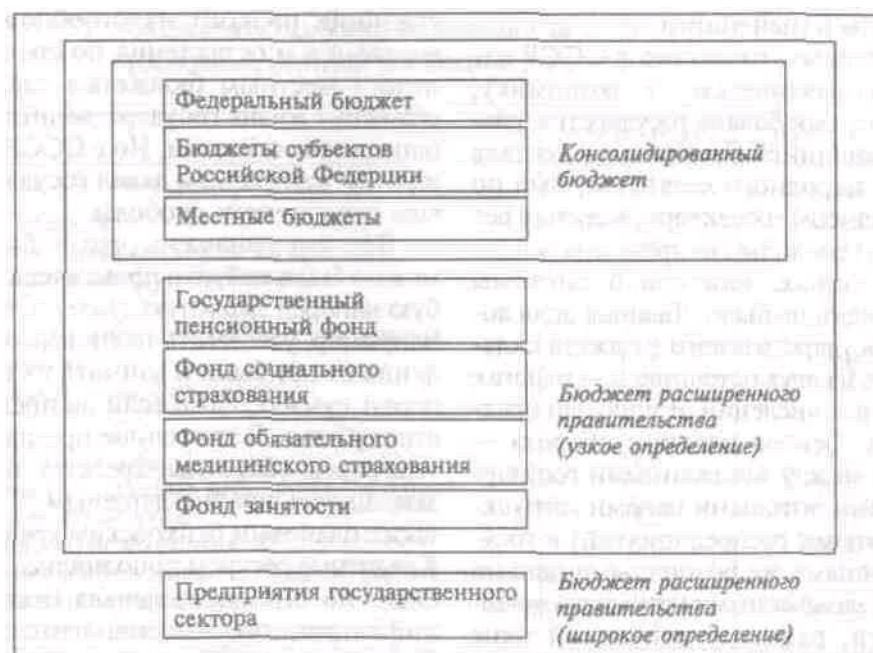 Федеральный бюджет
Бюджеты субъектов
Российской Федерции
Местные бюджеты
Консолидированный
бюджет
Государственный
пенсионный фонд
Фонд социального
страхования
Фонд обязательного
медицинского страхования
Фонд занятости
Бюджет расширенного
правительства
(узкое определение)
Предприятия государственного
сектора
Бюджет расширенного
правительства
(широкое определение)